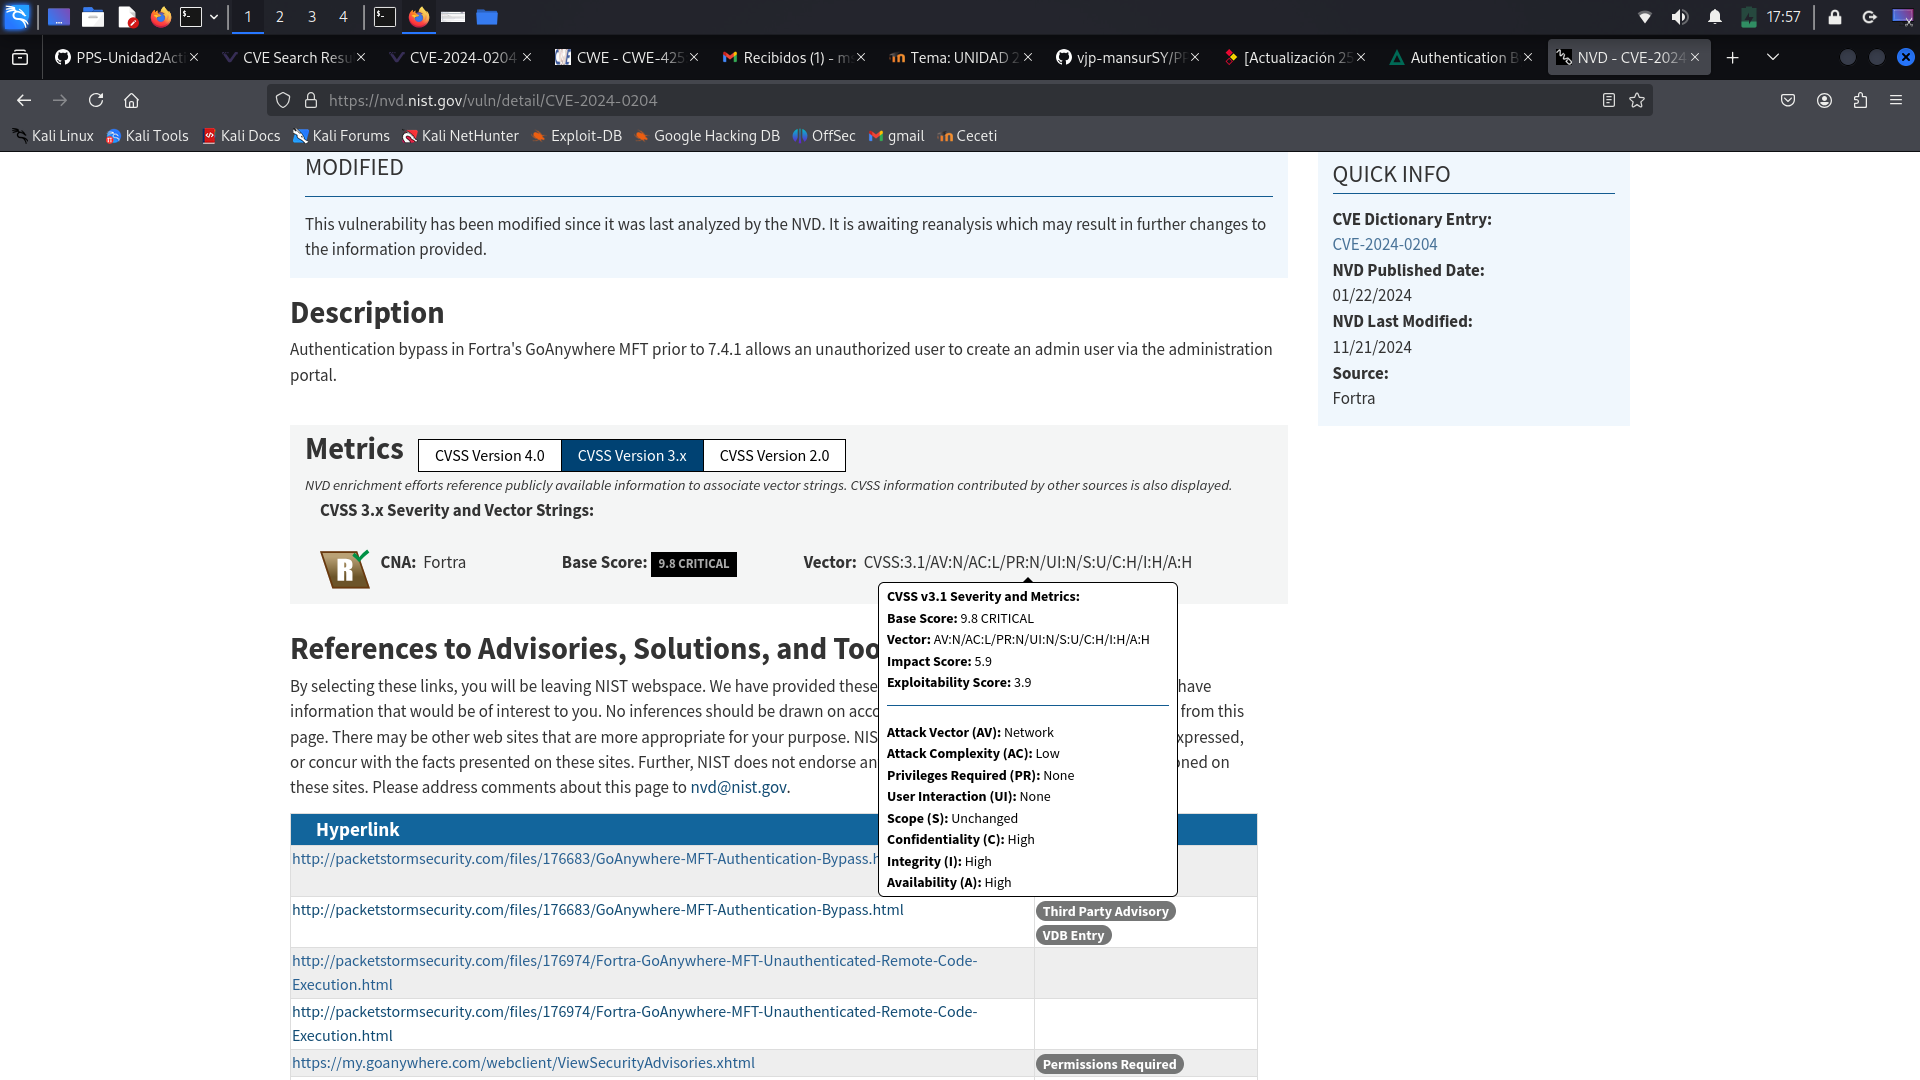 1 2 3 4 17:57
PPS-Unidad2Acti CVE Search Resu CVE-2024-0204 CWE - CWE-425 Recibidos (1) - m Tema: UNIDAD 2 vjp-mansurSY/PP [Actualización 25 Authentication B NVD - CVE-2024
https://nvd.nist.gov/vuln/detail/CVE-2024-0204
Kali Linux Kali Tools Kali Docs Kali Forums Kali NetHunter Exploit-DB Google Hacking DB OffSec gmail Ceceti
MODIFIED
This vulnerability has been modified since it was last analyzed by the NVD. It is awaiting reanalysis which may result in further changes to
the information provided.
QUICK INFO
CVE Dictionary Entry:
CVE-2024-0204
NVD Published Date:
01/22/2024
NVD Last Modified:
11/21/2024
Source:
Fortra
Description
Authentication bypass in Fortra's GoAnywhere MFT prior to 7.4.1 allows an unauthorized user to create an admin user via the administration
portal.
Metrics CVSS Version 4.0 CVSS Version 3.x CVSS Version 2.0
NVD enrichment efforts reference publicly available information to associate vector strings. CVSS information contributed by other sources is also displayed.
CVSS 3.x Severity and Vector Strings:
R CNA: Fortra Base Score: 9.8 CRITICAL Vector: CVSS:3.1/AV:N/AC:L/PR:N/UI:N/S:U/C:H/I:H/A:H
CVSS v3.1 Severity and Metrics:
Base Score: 9.8 CRITICAL
Vector: AV:N/AC:L/PR:N/UI:N/S:U/C:H/I:H/A:H
Impact Score: 5.9
Exploitability Score: 3.9
Attack Vector (AV): Network
Attack Complexity (AC): Low
Privileges Required (PR): None
User Interaction (UI): None
Scope (S): Unchanged
Confidentiality (C): High
Integrity (I): High
Availability (A): High
References to Advisories, Solutions, and Too
By selecting these links, you will be leaving NIST webspace. We have provided these have
information that would be of interest to you. No inferences should be drawn on acco from this
page. There may be other web sites that are more appropriate for your purpose. NIS xpressed,
or concur with the facts presented on these sites. Further, NIST does not endorse an oned on
these sites. Please address comments about this page to nvd@nist.gov.
Hyperlink
http://packetstormsecurity.com/files/176683/GoAnywhere-MFT-Authentication-Bypass.h
http://packetstormsecurity.com/files/176683/GoAnywhere-MFT-Authentication-Bypass.html Third Party Advisory
VDB Entry
http://packetstormsecurity.com/files/176974/Fortra-GoAnywhere-MFT-Unauthenticated-Remote-Code-
Execution.html
http://packetstormsecurity.com/files/176974/Fortra-GoAnywhere-MFT-Unauthenticated-Remote-Code-
Execution.html
https://my.goanywhere.com/webclient/ViewSecurityAdvisories.xhtml Permissions Required